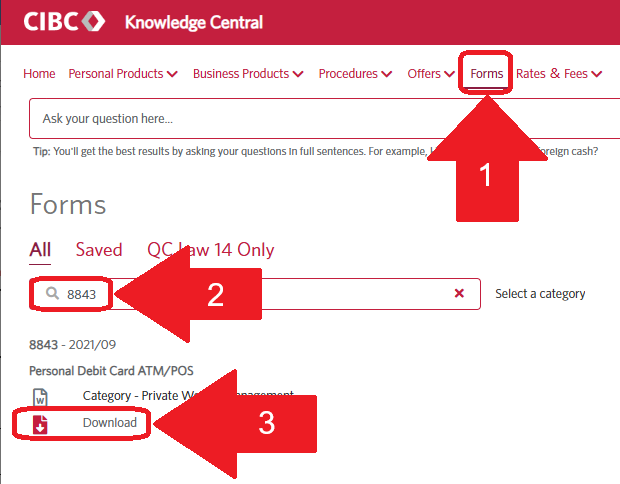 CIBC Knowledge Central
Home Personal Products Business Products Procedures Offers Forms Rates & Fees
Ask your question here...
Tip: You'll get the best results by asking your questions in full sentences. For example, foreign cash?
1
Forms
All Saved QC Law 14 Only
8843 2 Select a category
8843 - 2021/09
Personal Debit Card ATM/POS
Category - Private
W
Download 3